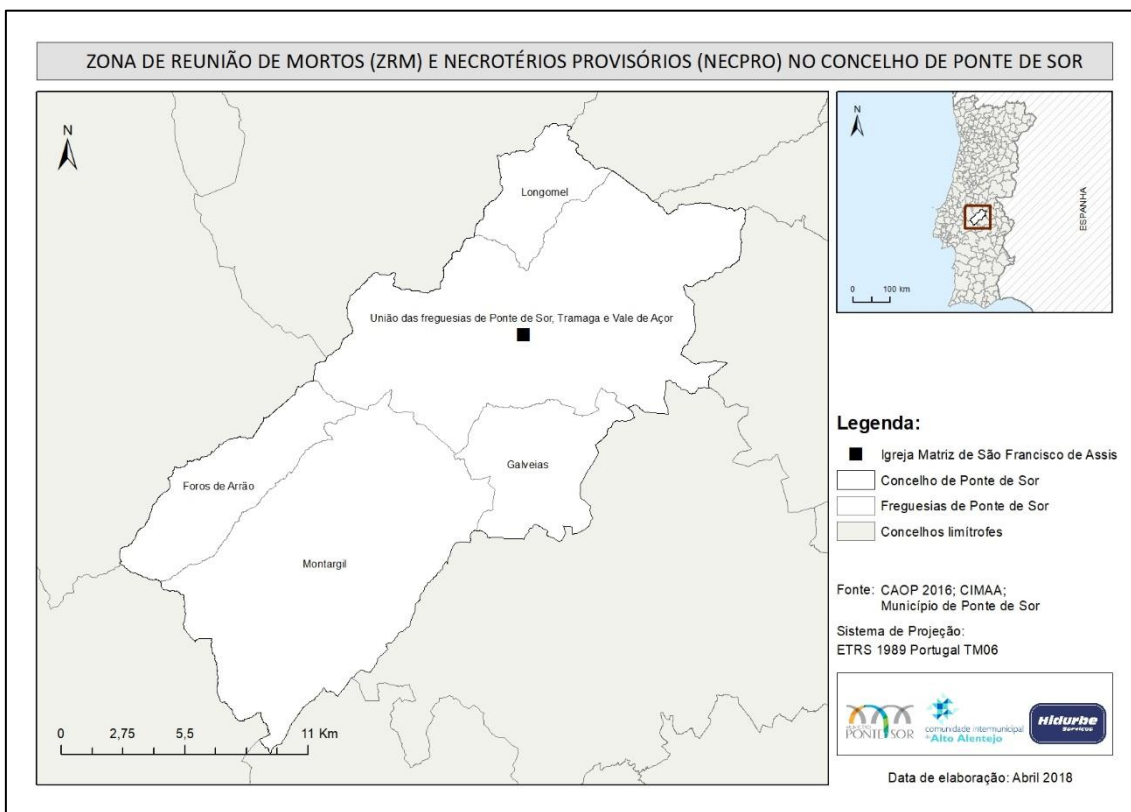 ZONA DE REUNIÃO DE MORTOS (ZRM) E NECROTÉRIOS PROVISÓRIOS (NECPRO) NO CONCELHO DE PONTE DE SOR
N
Longomel
União das freguesias de Ponte de Sor, Tramaga e Vale de Açor
Galveias
Foros de Arrão
Montargil
0 2,75 5,5 11 Km
N
ESPANHA
0 100 km
Legenda:
Igreja Matriz de São Francisco de Assis
Concelho de Ponte de Sor
Freguesias de Ponte de Sor
Concelhos limítrofes
Fonte: CAOP 2016; CIMAA;
Município de Ponte de Sor
Sistema de Projeção:
ETRS 1989 Portugal TM06
MUNICÍPIO
PONTE SOR
comunidade intermunicipal
Alto Alentejo
Hidurbe
Serviços
Data de elaboração: Abril 2018